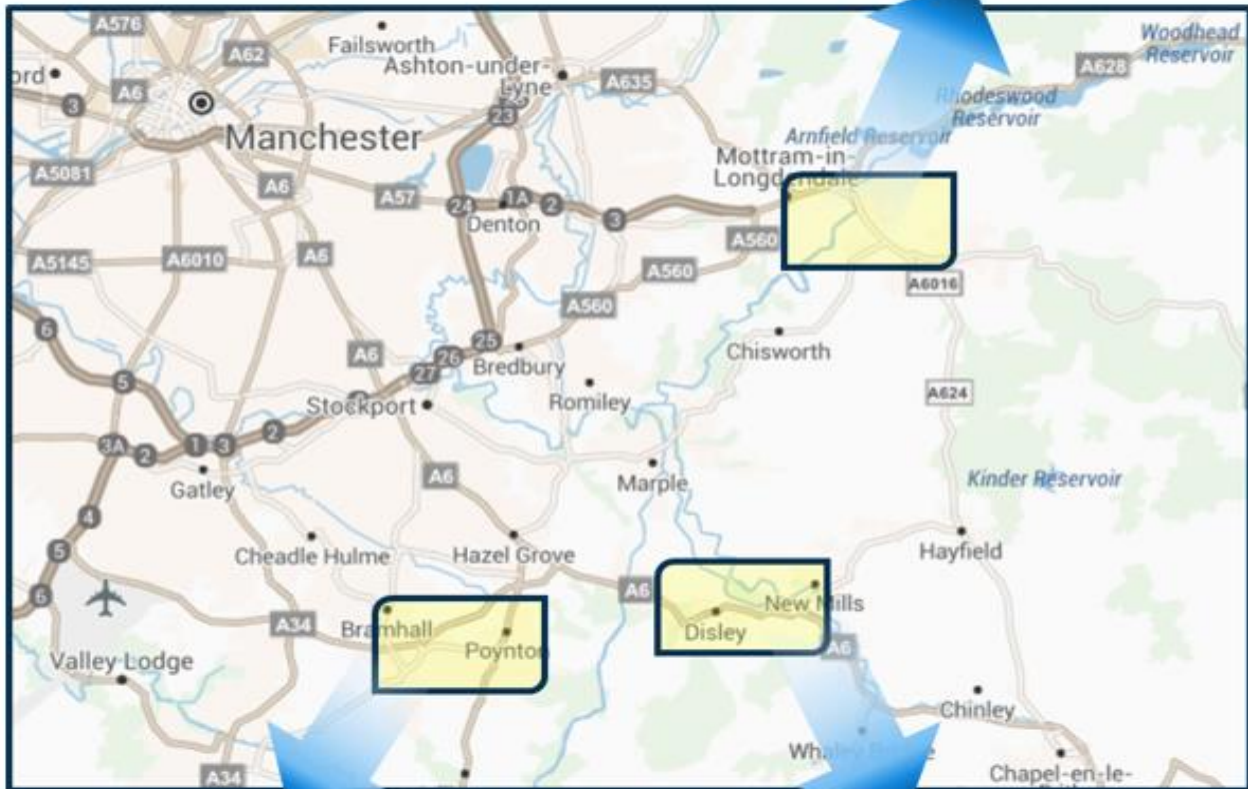 A576
A62
Failsworth
Woodhead
Reservoir
A628
Ashton-under-
Lyne
A635
A6
3
23
Rhodeswood
Reservoir
Manchester
Arnfield Reservoir
Mottram-in-
Longdendale
A5081
A6
A57
24
1A
2
Denton
3
A560
A6
A5145
A6010
A560
A6016
A560
6
25
A6
26
Bredbury
Chisworth
27
5
Romiley
A624
Stockport
3A
2
1
3
2
Gatley
A6
Marple
Kinder Reservoir
4
5
Cheadle Hulme
Hazel Grove
Hayfield
6
A6
New Mills
A34
Bramhall
Disley
Poynton
A6
Valley Lodge
Chinley
A34
Chapel-en-le-